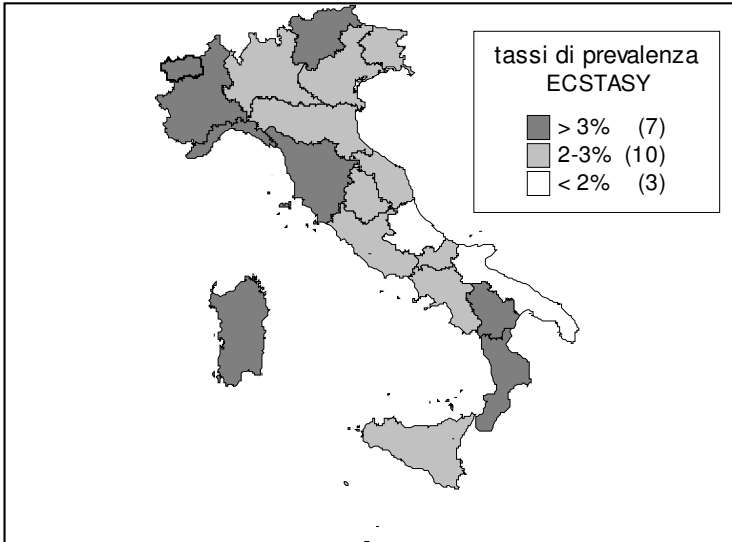 tassi di prevalenza
ECSTASY
> 3% (7)
2-3% (10)
< 2% (3)